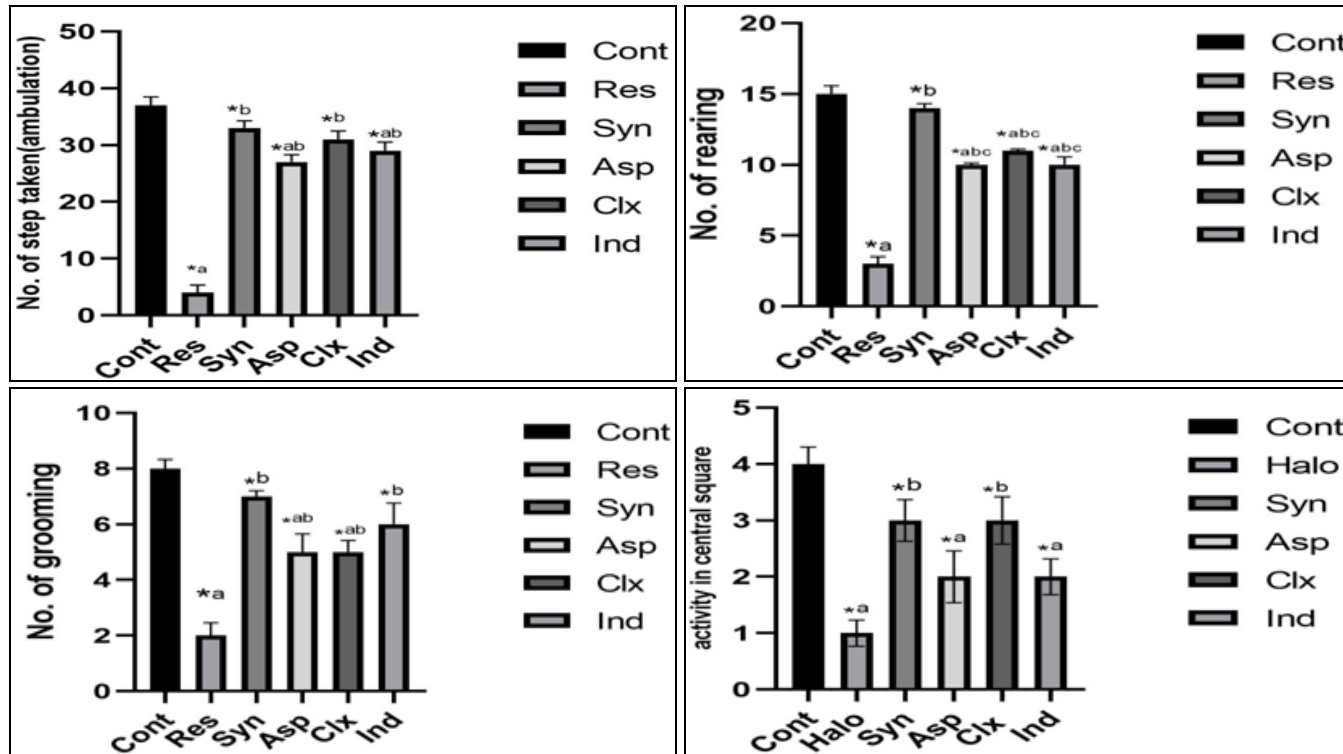 No. of step taken(ambulation)
50
40
30
20
10
0
*a
*b
*ab
*b
*ab
Cont
Res
Syn
Asp
Clx
Ind
Cont
Res
Syn
Asp
Clx
Ind
No. of rearing
20
15
10
5
0
*a
*b
*abc
*abc
*abc
Cont
Res
Syn
Asp
Clx
Ind
Cont
Res
Syn
Asp
Clx
Ind
No. of grooming
10
8
6
4
2
0
*a
*b
*ab
*ab
*b
Cont
Res
Syn
Asp
Clx
Ind
Cont
Res
Syn
Asp
Clx
Ind
activity in central square
5
4
3
2
1
0
*a
*b
*a
*b
*a
Cont
Halo
Syn
Asp
Clx
Ind
Cont
Halo
Syn
Asp
Clx
Ind